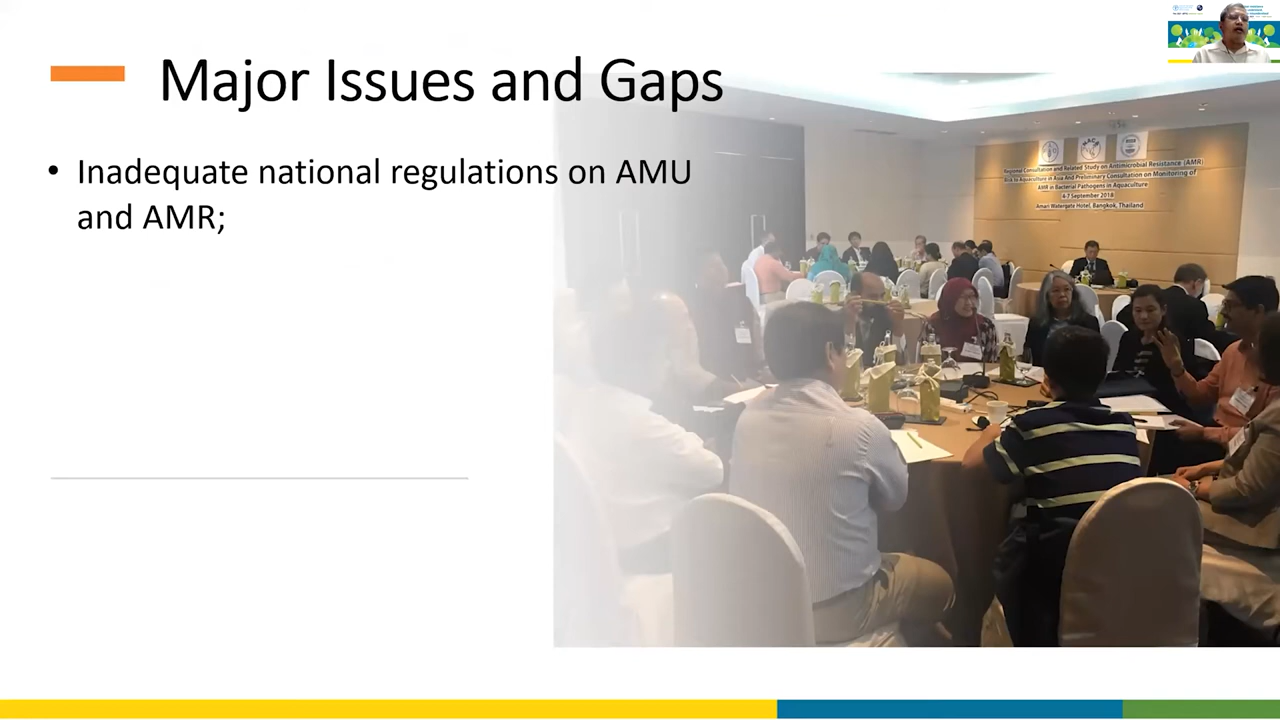 Major Issues and Gaps
• Inadequate national regulations on AMU
and AMR;
Regional Consultation and Related Study on Antimicrobial Resistance (AMR)
Risk to Aquaculture in Asia And Preliminary Consultation on Monitoring of
AMR in Bacterial Pathogens in Aquaculture
4-7 September 2018
Amari Watergate Hotel, Bangkok, Thailand